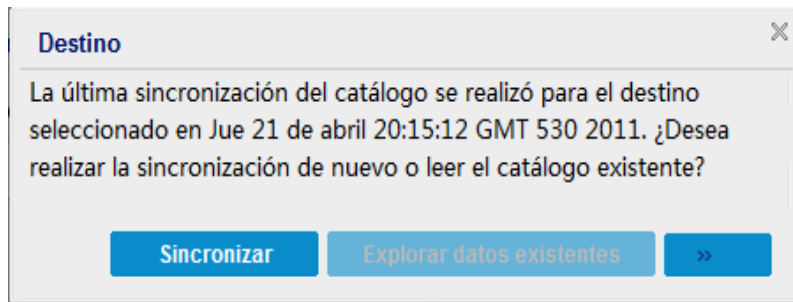 Destino
La última sincronización del catálogo se realizó para el destino
seleccionado en Jue 21 de abril 20:15:12 GMT 530 2011. ¿Desea
realizar la sincronización de nuevo o leer el catálogo existente?
Sincronizar Explorar datos existentes »